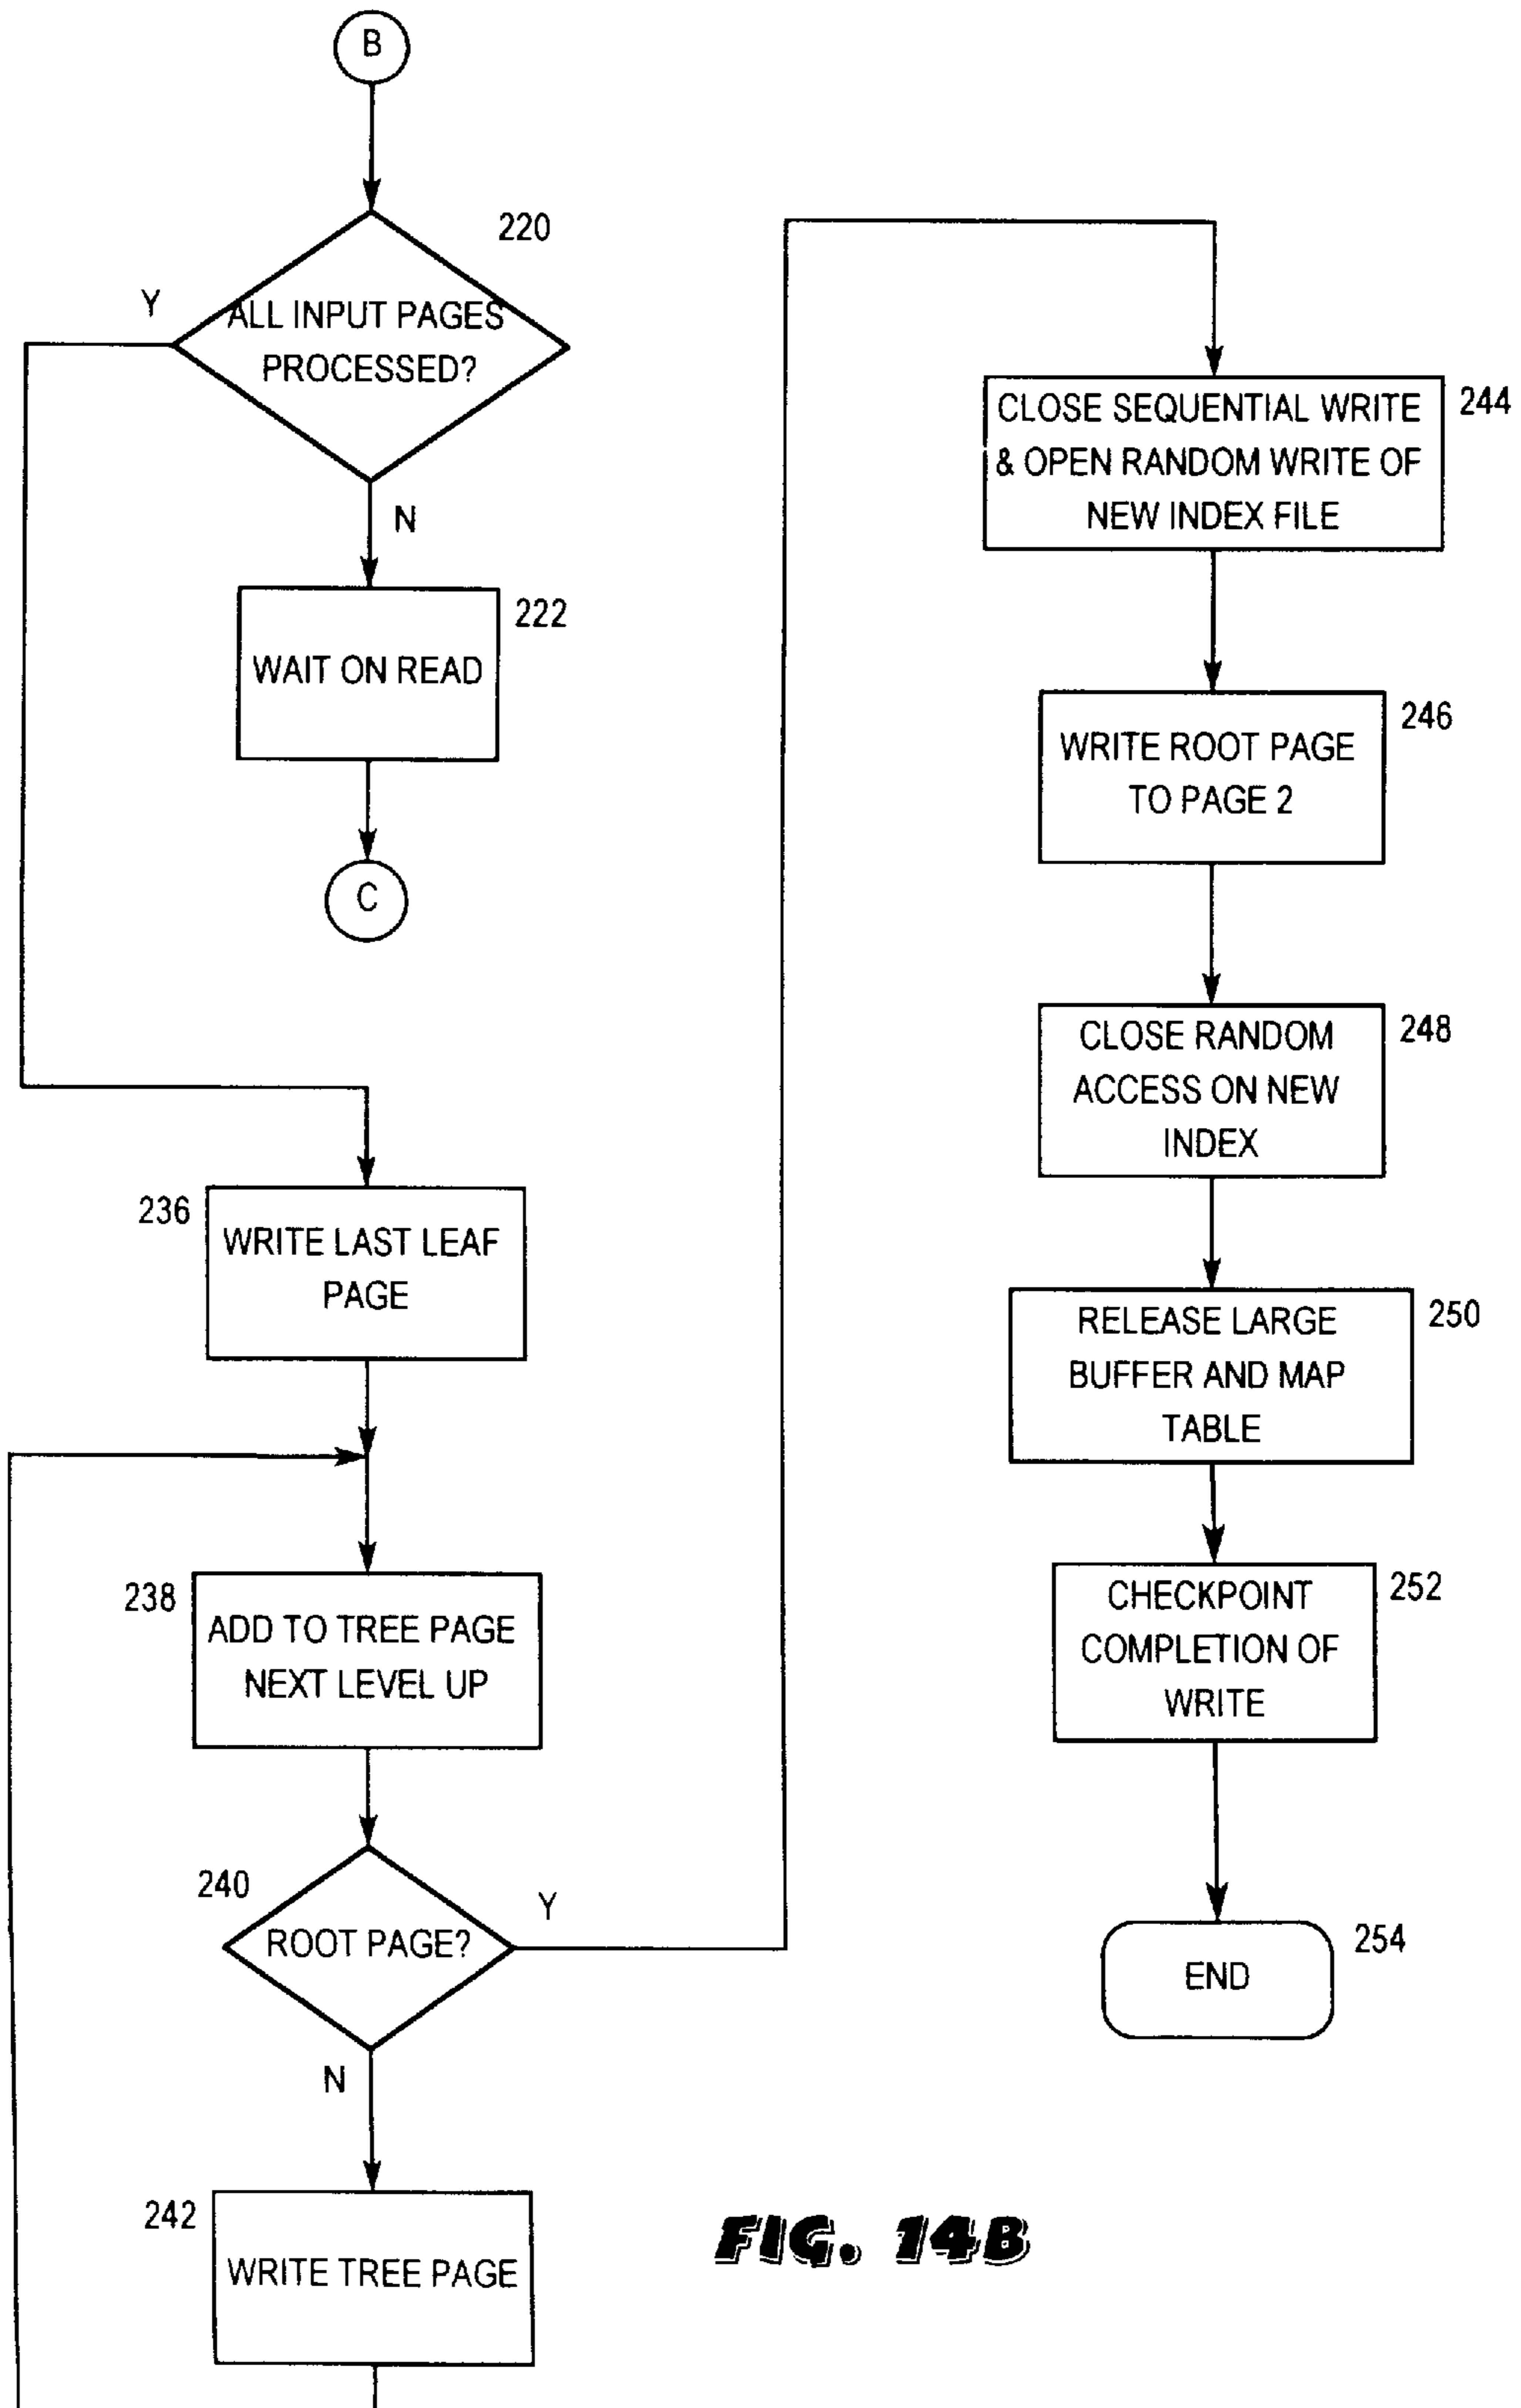 B
220
Y
ALL INPUT PAGES
PROCESSED?
N
222
WAIT ON READ
C
236
WRITE LAST LEAF
PAGE
238
ADD TO TREE PAGE
NEXT LEVEL UP
240
Y
ROOT PAGE?
N
242
WRITE TREE PAGE
244
CLOSE SEQUENTIAL WRITE
& OPEN RANDOM WRITE OF
NEW INDEX FILE
246
WRITE ROOT PAGE
TO PAGE 2
248
CLOSE RANDOM
ACCESS ON NEW
INDEX
250
RELEASE LARGE
BUFFER AND MAP
TABLE
252
CHECKPOINT
COMPLETION OF
WRITE
254
END
FIG. 14B